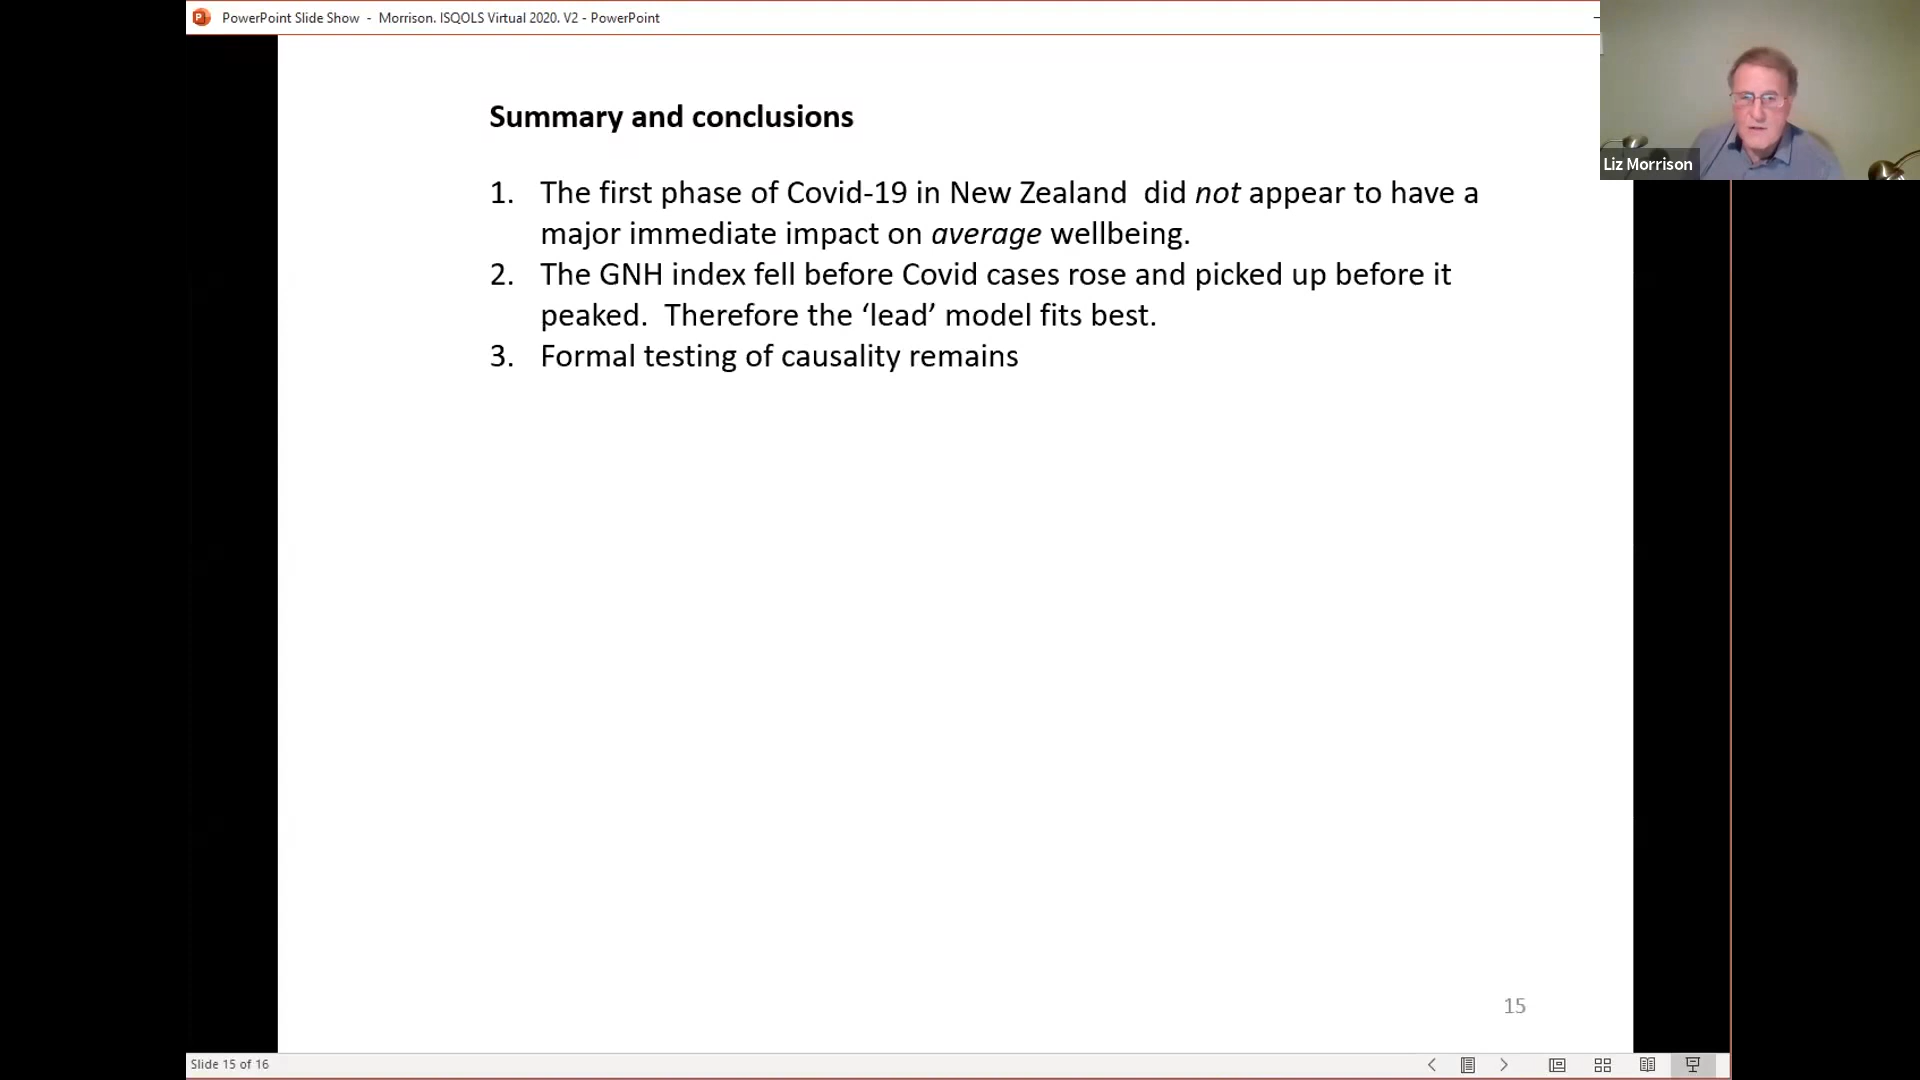 PowerPoint Slide Show - Morrison. ISQOLS Virtual 2020. V2 - PowerPoint
Liz Morrison
Summary and conclusions
1. The first phase of Covid-19 in New Zealand did not appear to have a
major immediate impact on average wellbeing.
2. The GNH index fell before Covid cases rose and picked up before it
peaked. Therefore the ‘lead’ model fits best.
3. Formal testing of causality remains
15
Slide 15 of 16